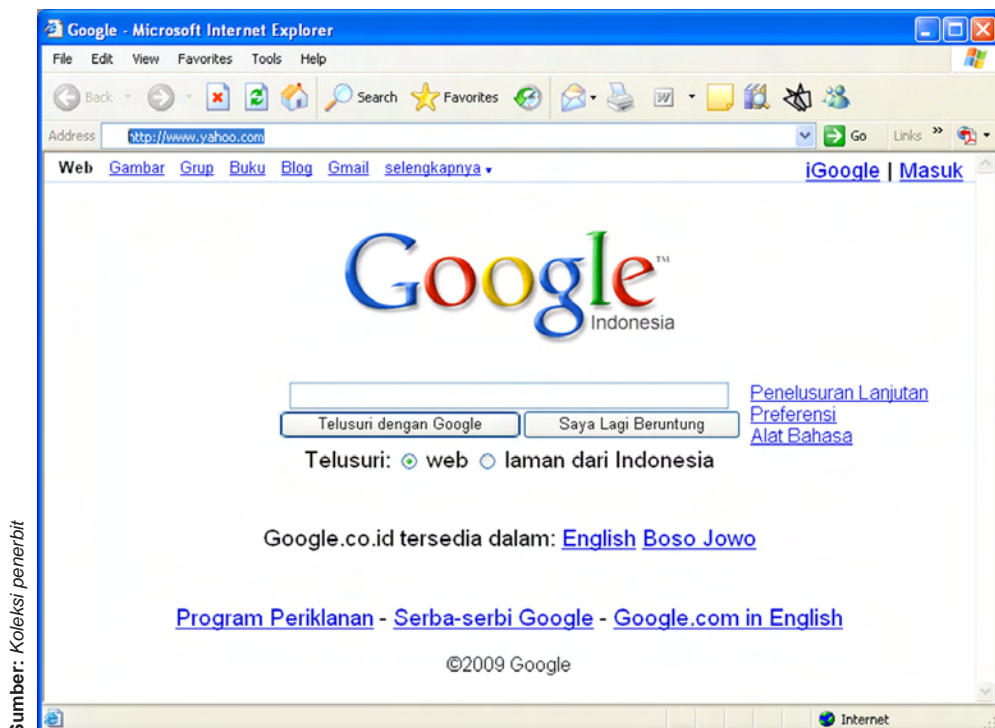 Google - Microsoft Internet Explorer
File Edit View Favorites Tools Help
Back Search Favorites
Address http://www.yahoo.com Go Links »
Web Gambar Grup Buku Blog Gmail selengkapnya ▾ iGoogle | Masuk
Google™
Indonesia
Penelusuran Lanjutan
Telusuri dengan Google Saya Lagi Beruntung Preferensi
Alat Bahasa
Telusuri: web laman dari Indonesia
Google.co.id tersedia dalam: English Boso Jowo
Program Periklanan - Serba-serbi Google - Google.com in English
©2009 Google
Internet
Sumber: Koleksi penerbit